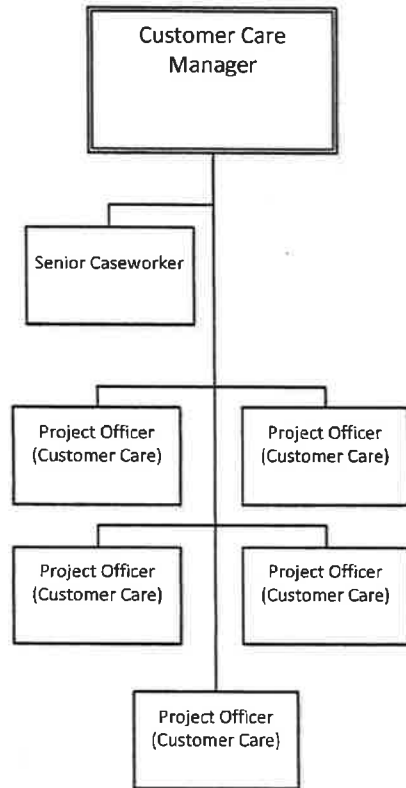 Customer Care
Manager
Senior Caseworker
Project Officer
(Customer Care)
Project Officer
(Customer Care)
Project Officer
(Customer Care)
Project Officer
(Customer Care)
Project Officer
(Customer Care)